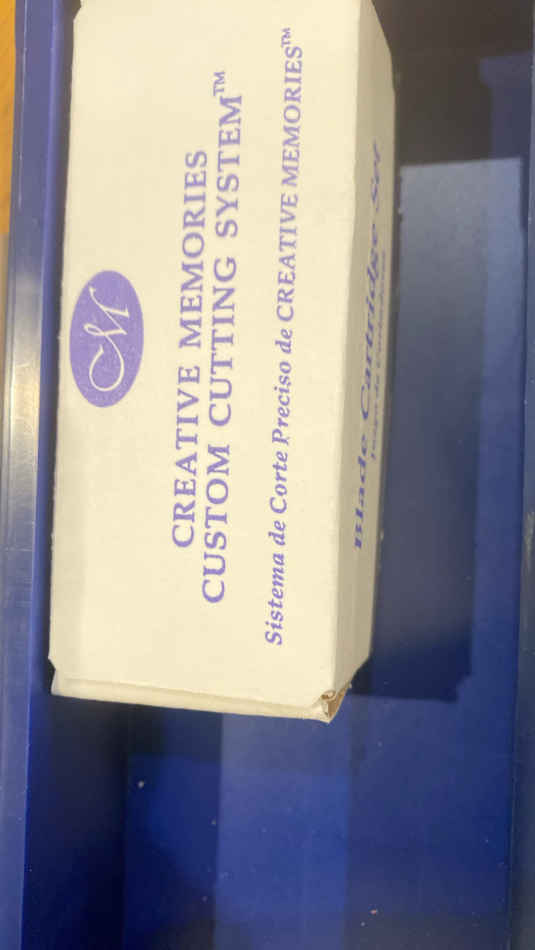 CREATIVE MEMORIES
CUSTOM CUTTING SYSTEM™
Sistema de Corte Preciso de CREATIVE MEMORIES™
Blade Cartridge Set